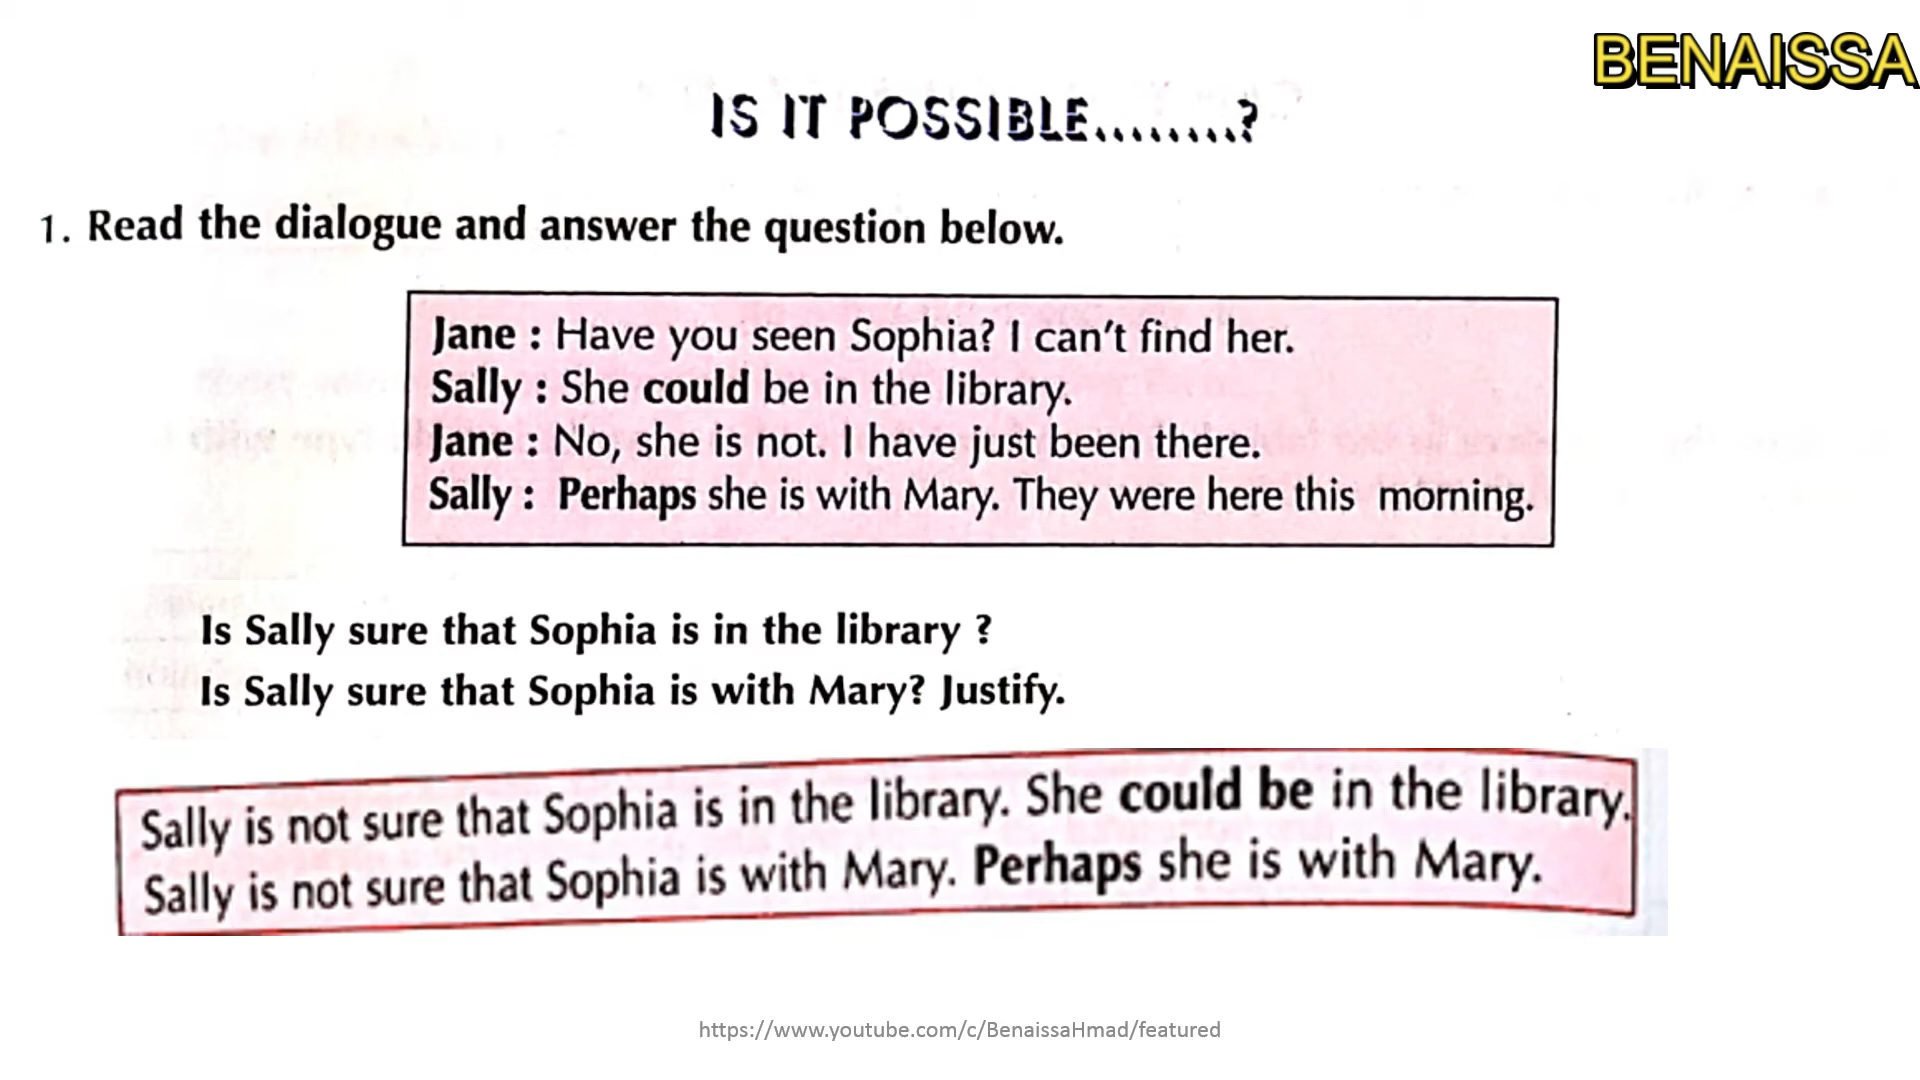 BENAISSA
IS IT POSSIBLE........?
1. Read the dialogue and answer the question below.
Jane : Have you seen Sophia? I can't find her.
Sally : She could be in the library.
Jane : No, she is not. I have just been there.
Sally : Perhaps she is with Mary. They were here this morning.
Is Sally sure that Sophia is in the library ?
Is Sally sure that Sophia is with Mary? Justify.
Sally is not sure that Sophia is in the library. She could be in the library.
Sally is not sure that Sophia is with Mary. Perhaps she is with Mary.
https://www.youtube.com/c/BenaissaHmad/featured